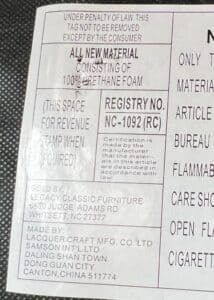 UNDER PENALTY OF LAW THIS
TAG NOT TO BE REMOVED
EXCEPT BY THE CONSUMER
ALL NEW MATERIAL
CONSISTING OF
100% URETHANE FOAM
(THIS SPACE
FOR REVENUE
STAMP WHEN
REQUIRED)
REGISTRY NO.
NC-1092 (RC)
Certification is
made by the
manufacturer
that the mater-
ials in this article
are described in
accordance with
law.
SOLD BY:
LEGACY CLASSIC FURNITURE
JUDGE ADAMS RD
WHITSETT, NC 27377
MADE BY:
LACQUER CRAFT MFG. CO. LTD
SAMSON INT'L LTD
DALING SHAN TOWN
DONG GUAN CITY
CANTON, CHINA 511774
N
ONLY T
MATERIA
ARTICLE
BUREAU
FLAMMAB
CARE SHO
OPEN FLA
CIGARETT